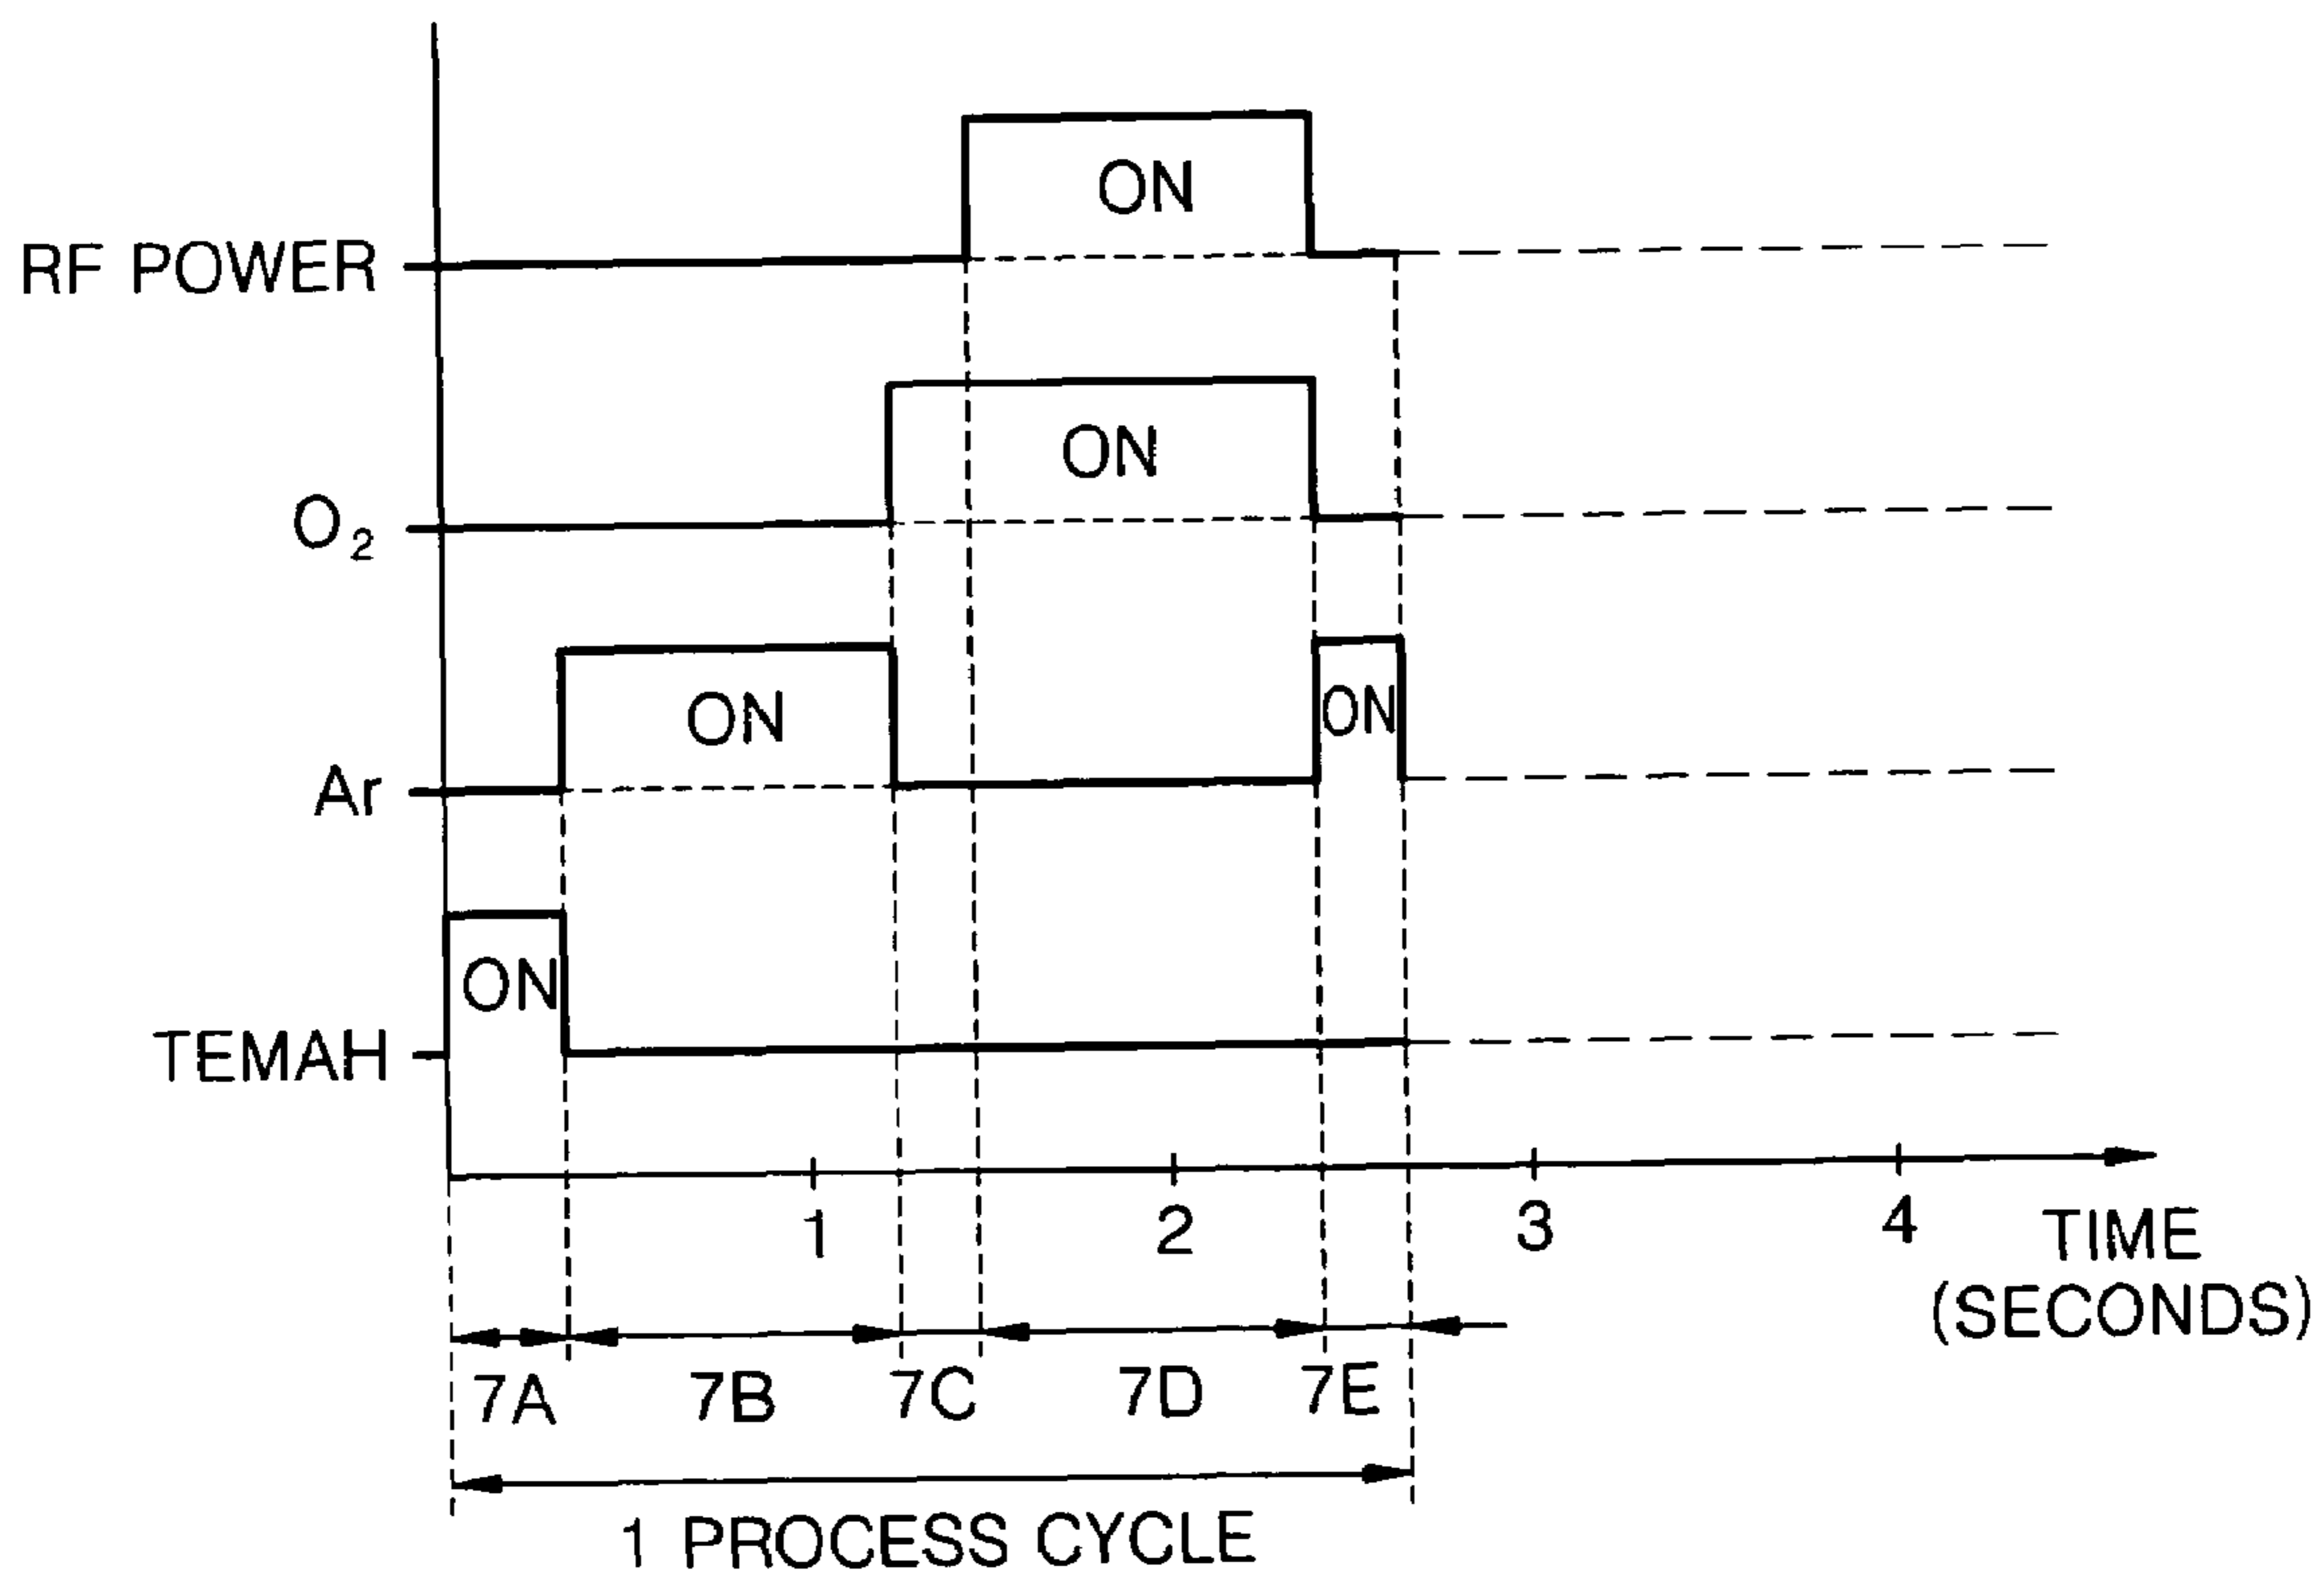 ON
RF POWER
ON
O₂
ON
ON
Ar
ON
TEMAH
1 2 3 4 TIME
(SECONDS)
7A 7B 7C 7D 7E
1 PROCESS CYCLE